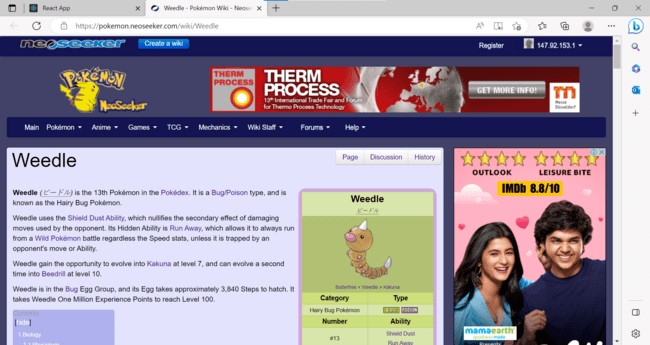 React App
Weedle - Pokémon Wiki - Neose
https://pokemon.neoseeker.com/wiki/Weedle
neoseeker
Create a wiki
Register
147.92.153.1
POKéMON
NEOSEEKER
THERM
PROCESS
THERM
PROCESS
13th International Trade Fair and Forum
for Thermo Process Technology
GET MORE INFO!
Messe
Düsseldorf
Main
Pokémon
Anime
Games
TCG
Mechanics
Wiki Staff
Forums
Help
Weedle
Page
Discussion
History
Weedle (ビードル) is the 13th Pokémon in the Pokédex. It is a Bug/Poison type, and is
known as the Hairy Bug Pokémon.
Weedle uses the Shield Dust Ability, which nullifies the secondary effect of damaging
moves used by the opponent. Its Hidden Ability is Run Away, which allows it to always run
from a Wild Pokémon battle regardless the Speed stats, unless it is trapped by an
opponent's move or Ability.
Weedle gain the opportunity to evolve into Kakuna at level 7, and can evolve a second
time into Beedrill at level 10.
Weedle is in the Bug Egg Group, and its Egg takes approximately 3,840 Steps to hatch. It
takes Weedle One Million Experience Points to reach Level 100.
Contents
[hide]
1 Biology
Weedle
ビードル
Butterfree « Weedle » Kakuna
Category
Type
Hairy Bug Pokémon
BUG POISON
Number
Ability
#13
Shield Dust
Run Away
OUTLOOK
LEISURE BITE
IMDb 8.8/10
mamaearth